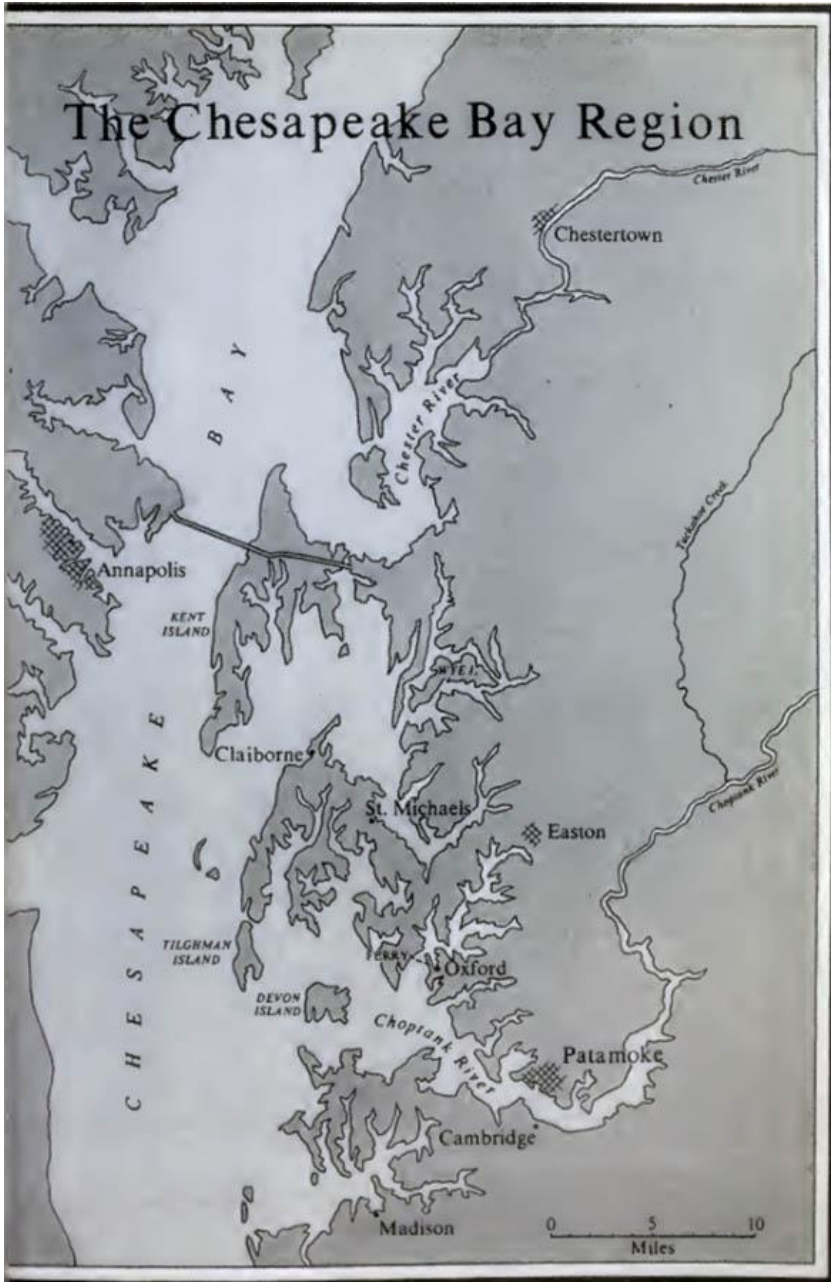 The Chesapeake Bay Region
Chester River
Chestertown
BAY
Chester River
Tuckahoe Creek
Annapolis
KENT
ISLAND
WYE I.
CHESAPEAKE
Claiborne
St. Michaels
Choptank River
Easton
TILGHMAN
ISLAND
FERRY
Oxford
DEVON
ISLAND
Choptank River
Patamoke
Cambridge
Madison
0 5 10
Miles